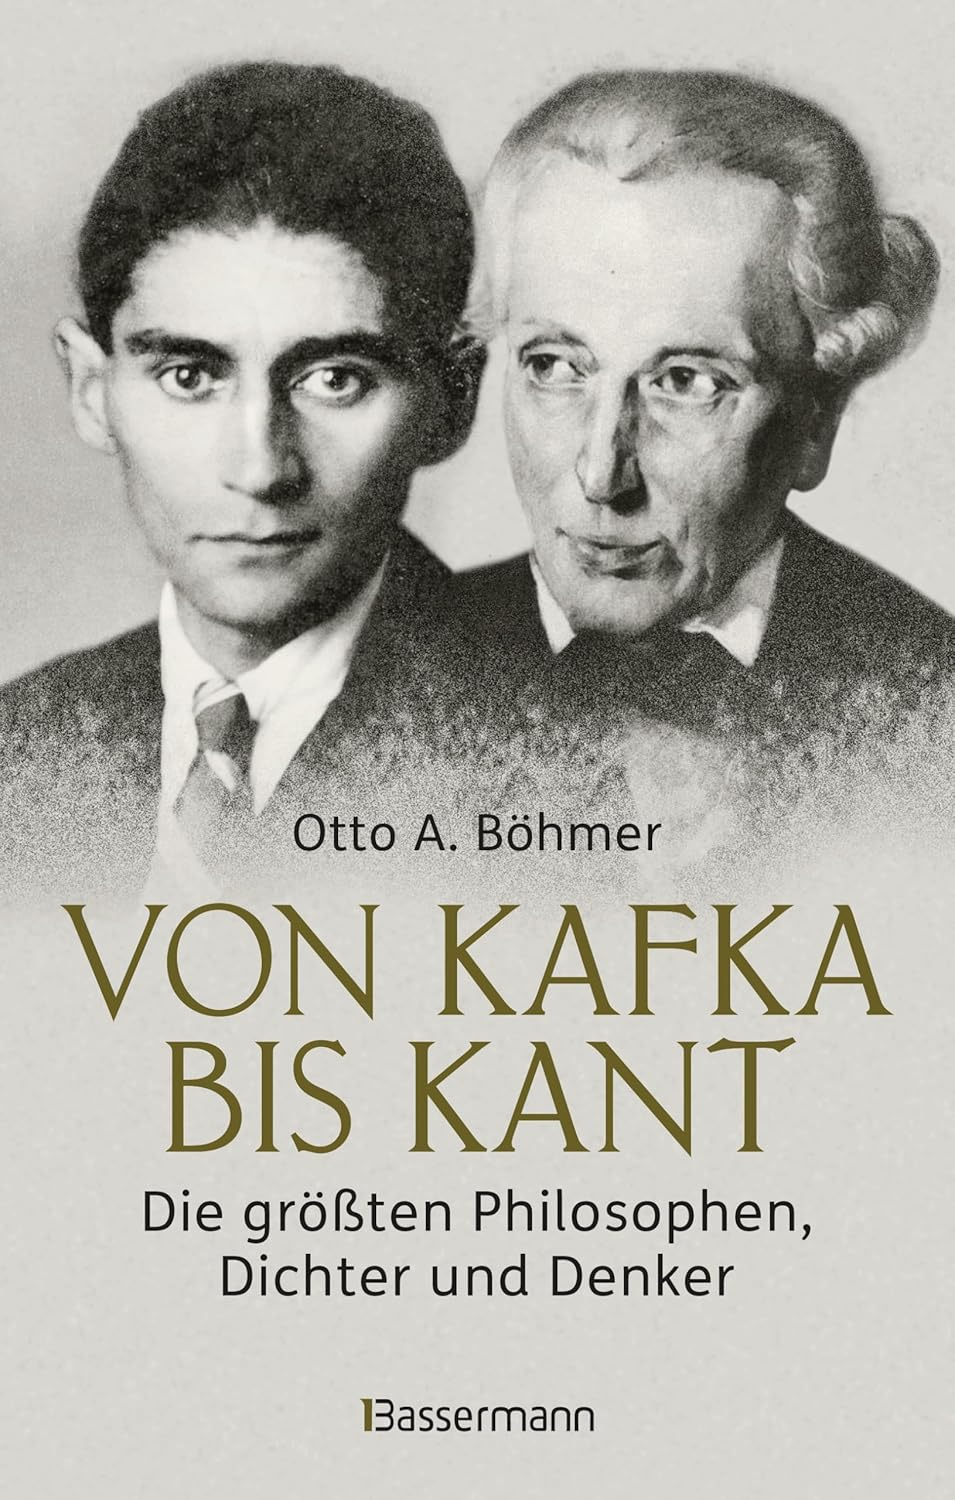 Otto A. Böhmer
VON KAFKA
BIS KANT
Die größten Philosophen,
Dichter und Denker
Bassermann